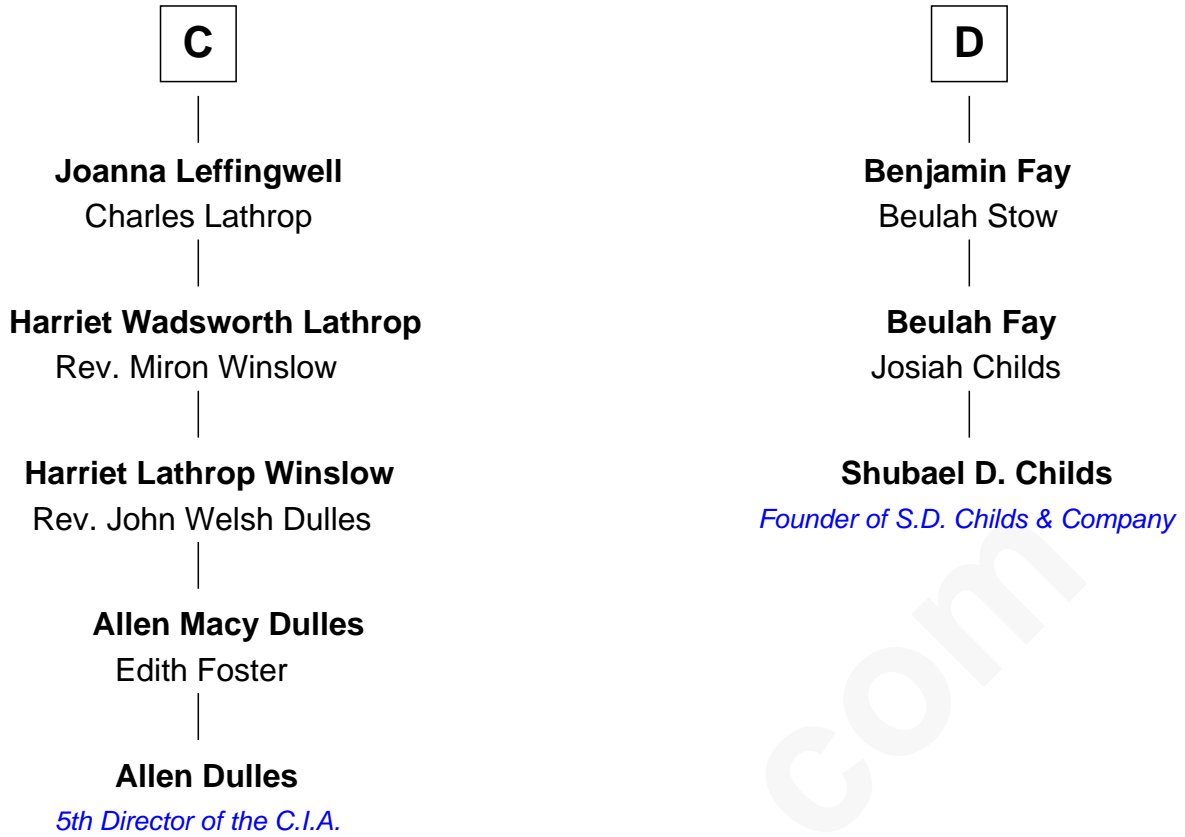 C
Joanna Leffingwell
Charles Lathrop
Harriet Wadsworth Lathrop
Rev. Miron Winslow
Harriet Lathrop Winslow
Rev. John Welsh Dulles
Allen Macy Dulles
Edith Foster
Allen Dulles
5th Director of the C.I.A.
D
Benjamin Fay
Beulah Stow
Beulah Fay
Josiah Childs
Shubael D. Childs
Founder of S.D. Childs & Company
com